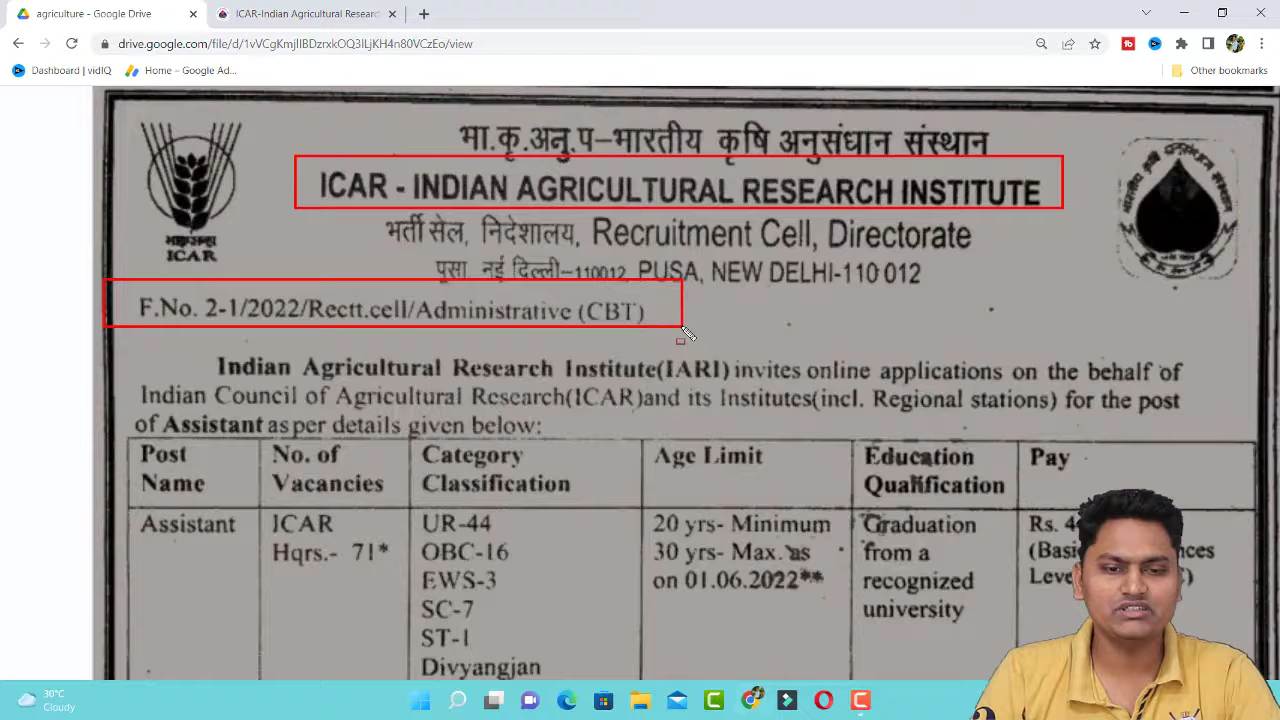 agriculture - Google Drive
ICAR-Indian Agricultural Researc
drive.google.com/file/d/1vVCgKmjlIBDzrxkOQ3ILjKH4n80VCzEo/view
Dashboard | vidIQ
Home – Google Ad...
Other bookmarks
भा.कृ.अनु.प–भारतीय कृषि अनुसंधान संस्थान
ICAR - INDIAN AGRICULTURAL RESEARCH INSTITUTE
भर्ती सेल, निदेशालय, Recruitment Cell, Directorate
पूसा, नई दिल्ली–110012, PUSA, NEW DELHI-110 012
ICAR
F.No. 2-1/2022/Rectt.cell/Administrative (CBT)
Indian Agricultural Research Institute(IARI) invites online applications on the behalf of
Indian Council of Agricultural Research(ICAR)and its Institutes(incl. Regional stations) for the post
of Assistant as per details given below:
Post Name
No. of Vacancies
Category Classification
Age Limit
Education Qualification
Pay
Assistant
ICAR
Hqrs.- 71*
UR-44
OBC-16
EWS-3
SC-7
ST-1
Divyangjan
20 yrs- Minimum
30 yrs- Max. as
on 01.06.2022**
Graduation
from a
recognized
university
Rs.
30°C
Cloudy